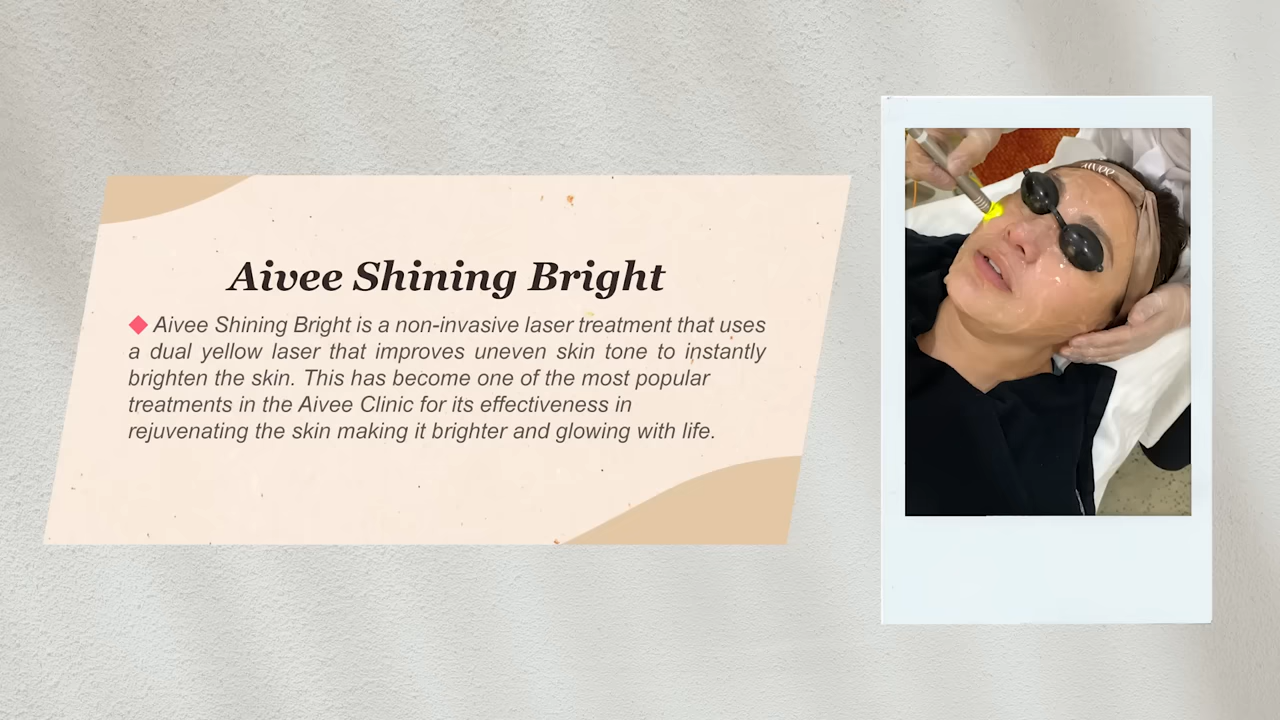 Aivee Shining Bright
Aivee Shining Bright is a non-invasive laser treatment that uses
a dual yellow laser that improves uneven skin tone to instantly
brighten the skin. This has become one of the most popular
treatments in the Aivee Clinic for its effectiveness in
rejuvenating the skin making it brighter and glowing with life.
aivee